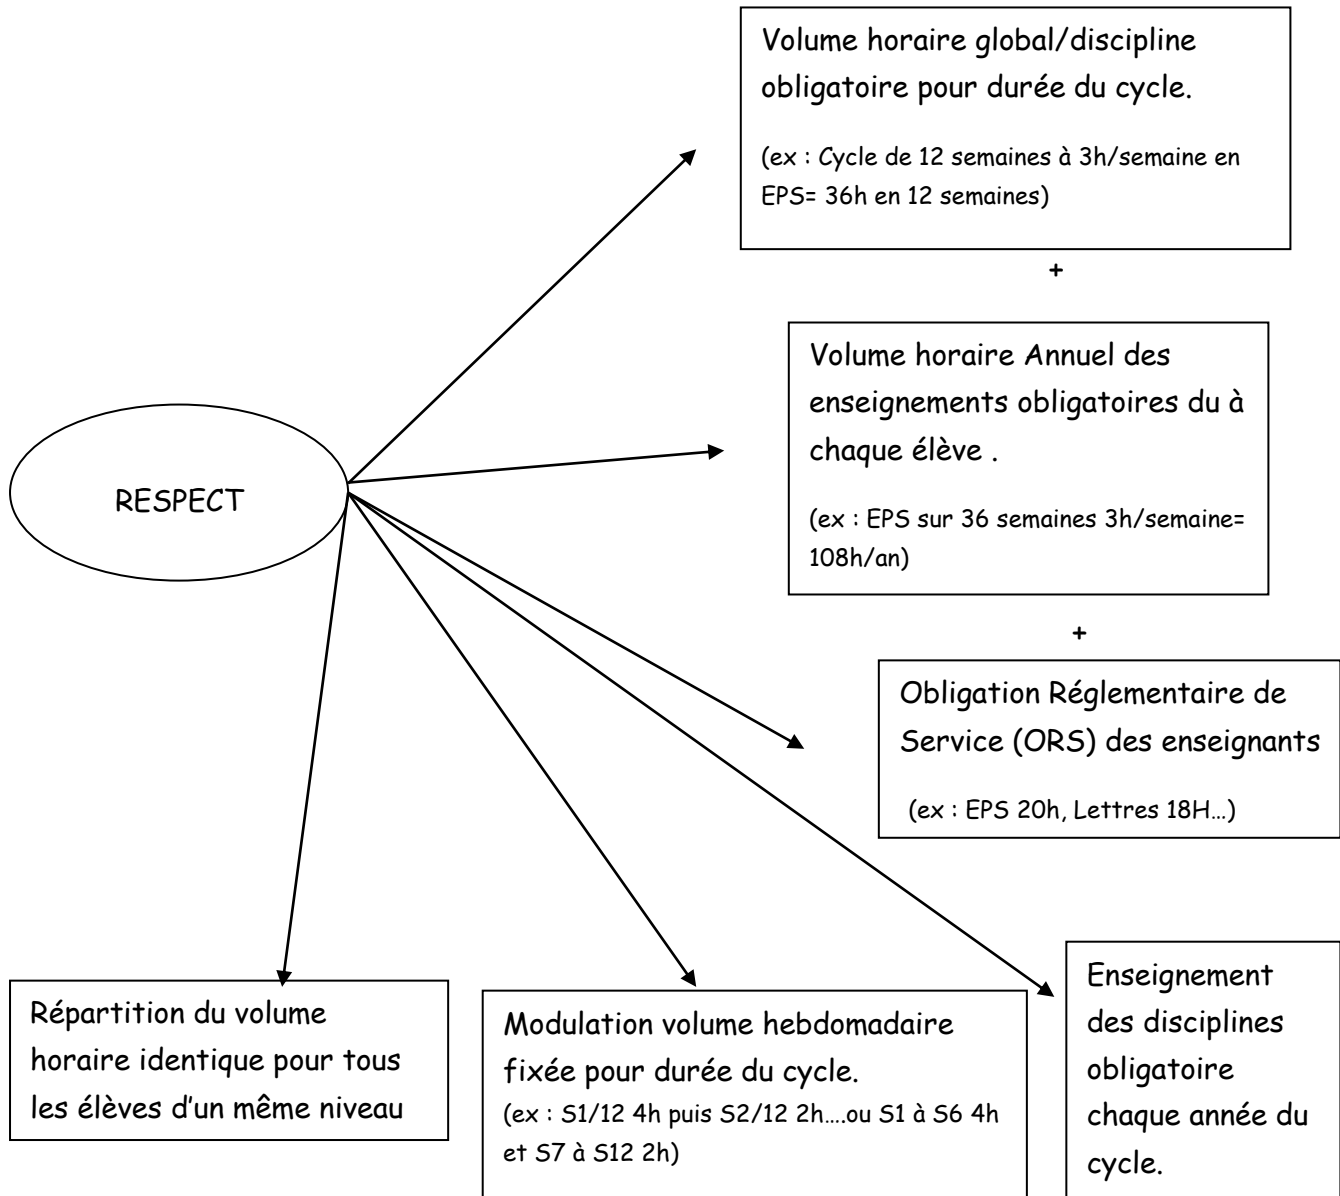 Volume horaire global/discipline
obligatoire pour durée du cycle.
(ex : Cycle de 12 semaines à 3h/semaine en
EPS= 36h en 12 semaines)
+
Volume horaire Annuel des
enseignements obligatoires du à
chaque élève .
(ex : EPS sur 36 semaines 3h/semaine=
108h/an)
+
RESPECT
Obligation Réglementaire de
Service (ORS) des enseignants
(ex : EPS 20h, Lettres 18H…)
Répartition du volume
horaire identique pour tous
les élèves d'un même niveau
Modulation volume hebdomadaire
fixée pour durée du cycle.
(ex : S1/12 4h puis S2/12 2h….ou S1 à S6 4h
et S7 à S12 2h)
Enseignement
des disciplines
obligatoire
chaque année du
cycle.